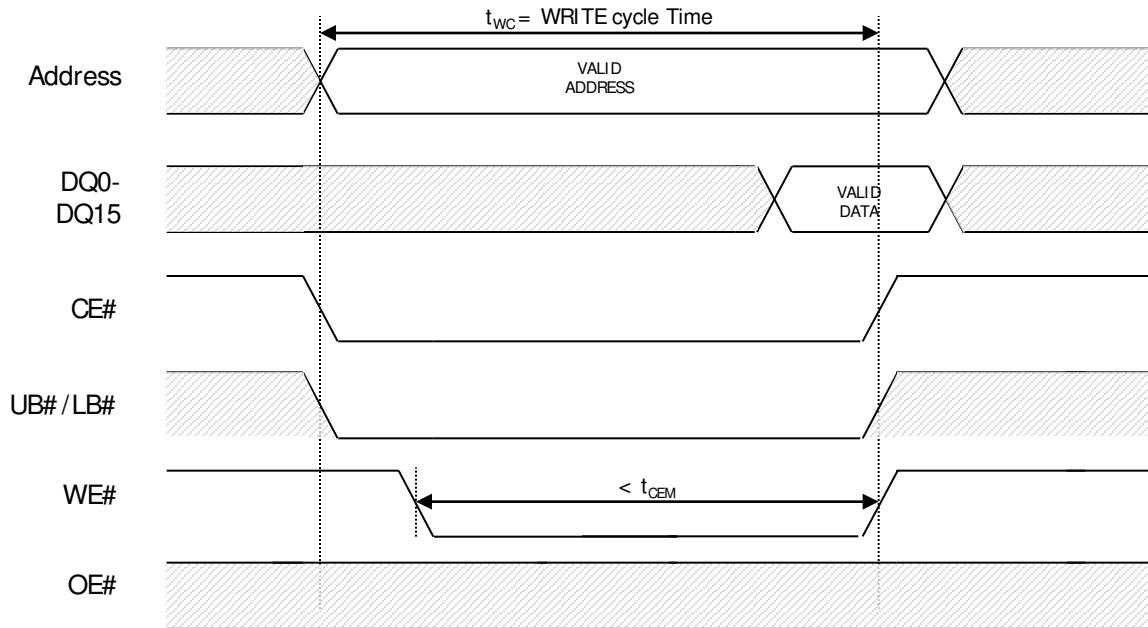 tWC = WRITE cycle Time
Address
VALID
ADDRESS
DQ0-
DQ15
VALID
DATA
CE#
UB# / LB#
WE#
< tCEM
OE#